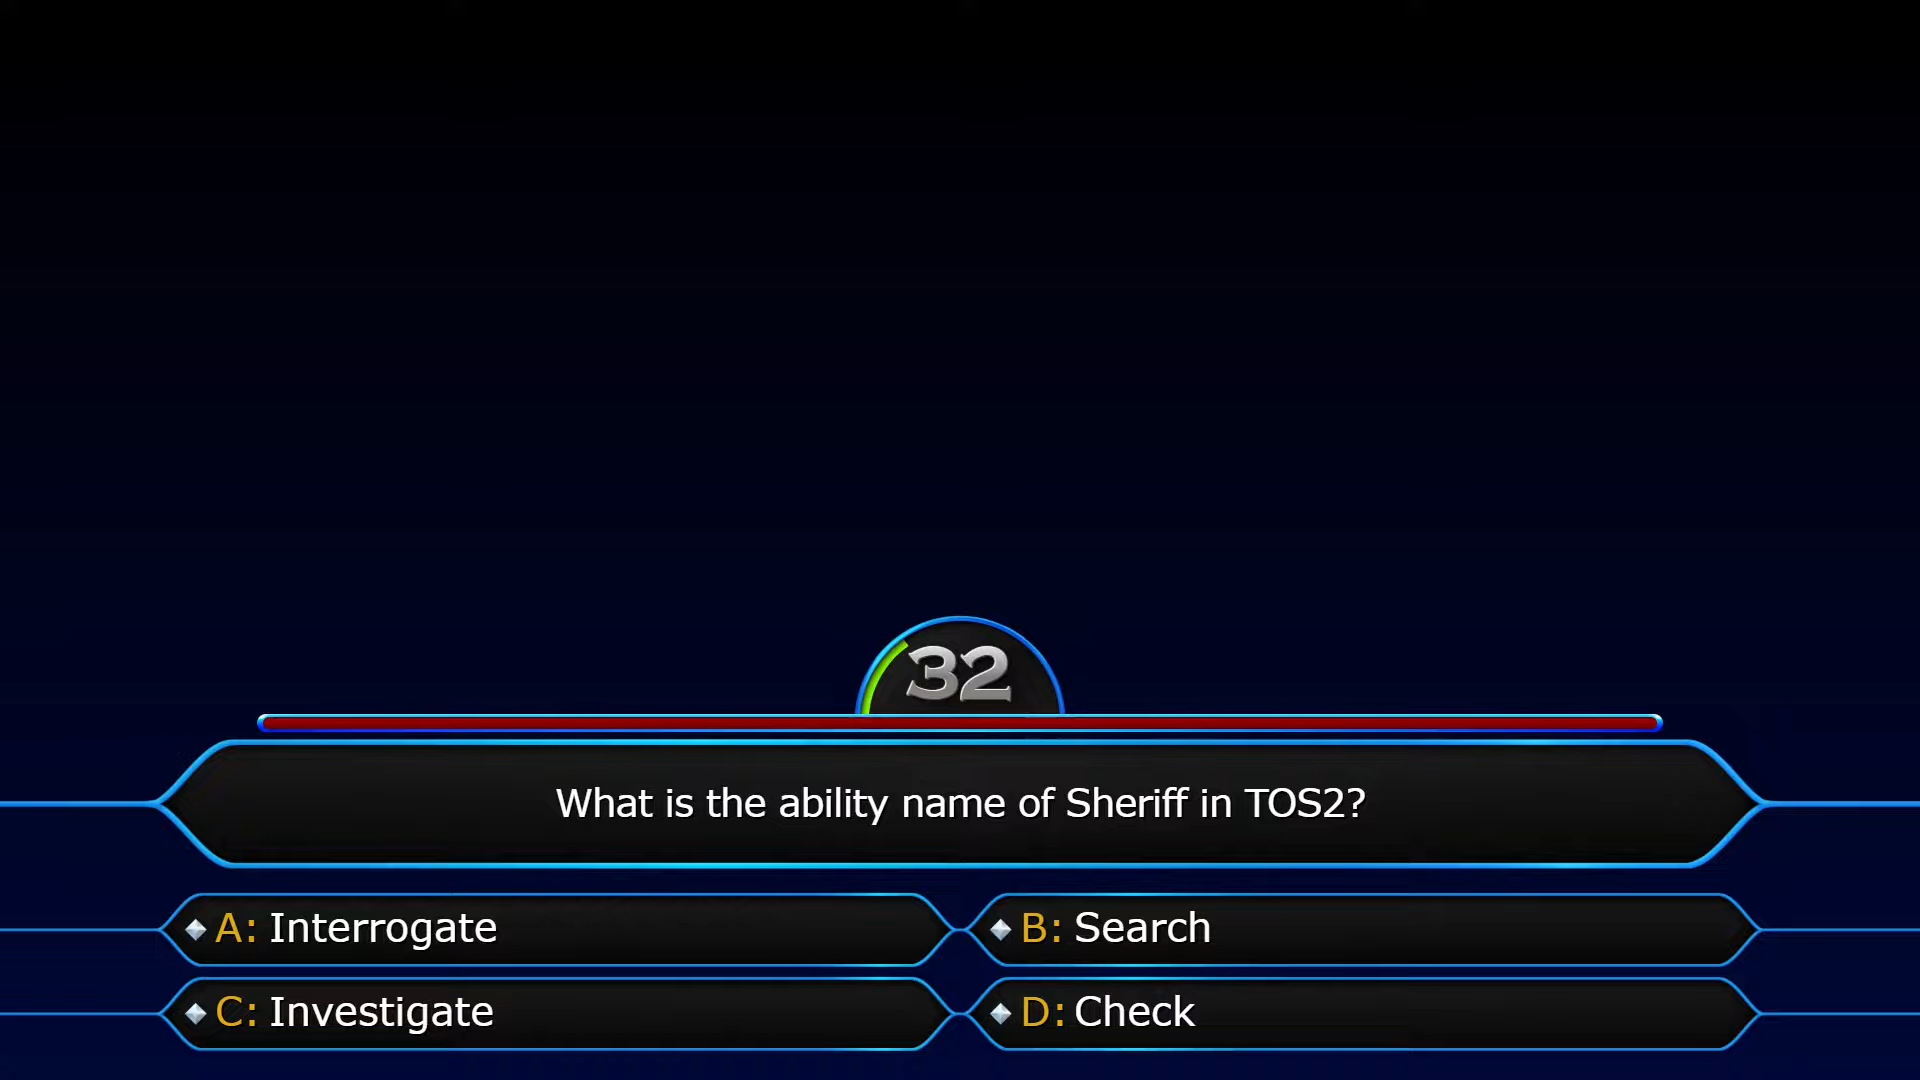 32
What is the ability name of Sheriff in TOS2?
A: Interrogate
B: Search
C: Investigate
D: Check